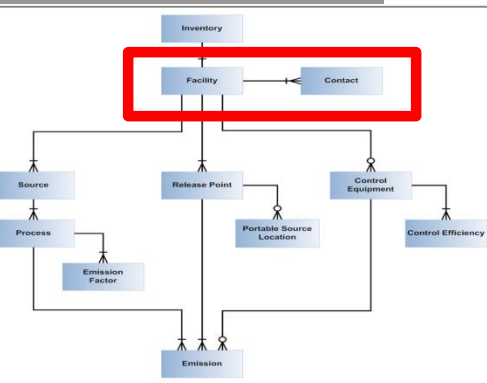 Inventory
Facility
Contact
Source
Release Point
Control
Equipment
Process
Portable Source
Location
Control Efficiency
Emission
Factor
Emission